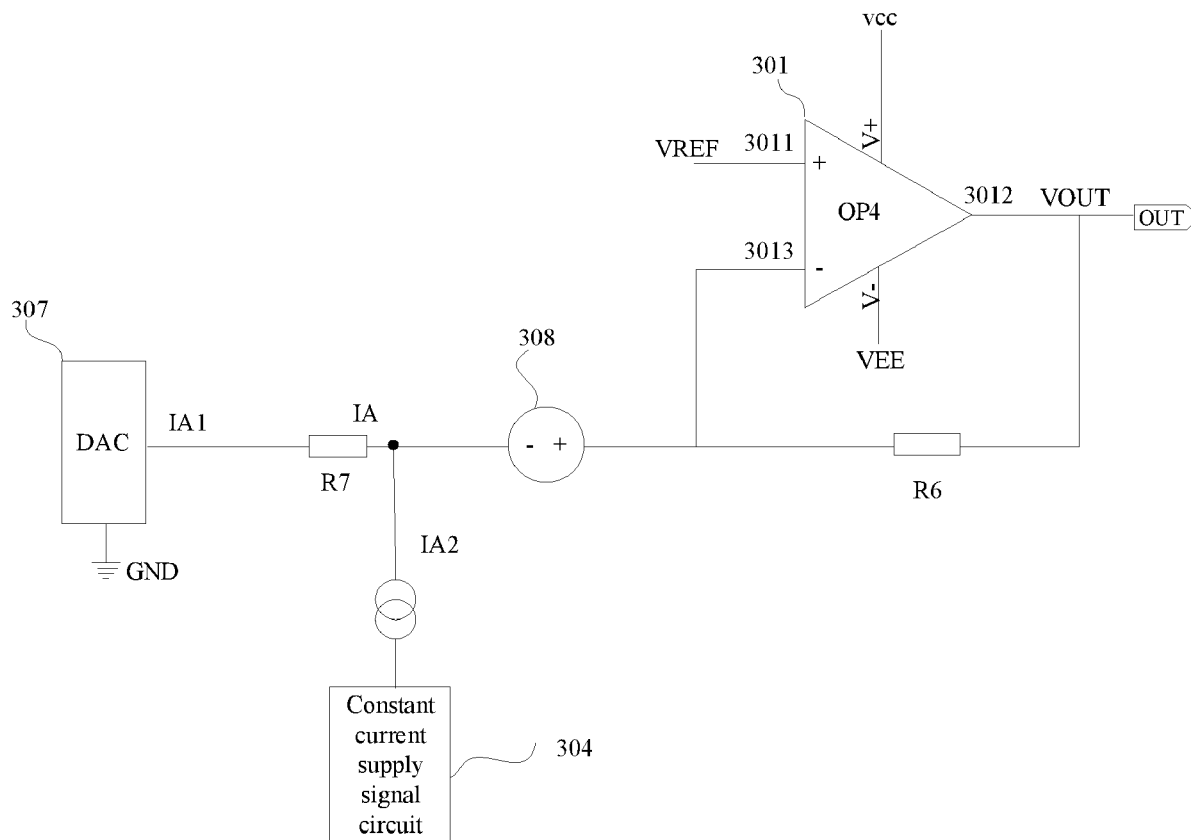 vcc
301
V+
3011
VREF
+
3012
VOUT
OP4
OUT
3013
-
V-
307
308
VEE
IA1
IA
DAC
- +
R7
R6
IA2
GND
Constant
current
supply
signal
circuit
304